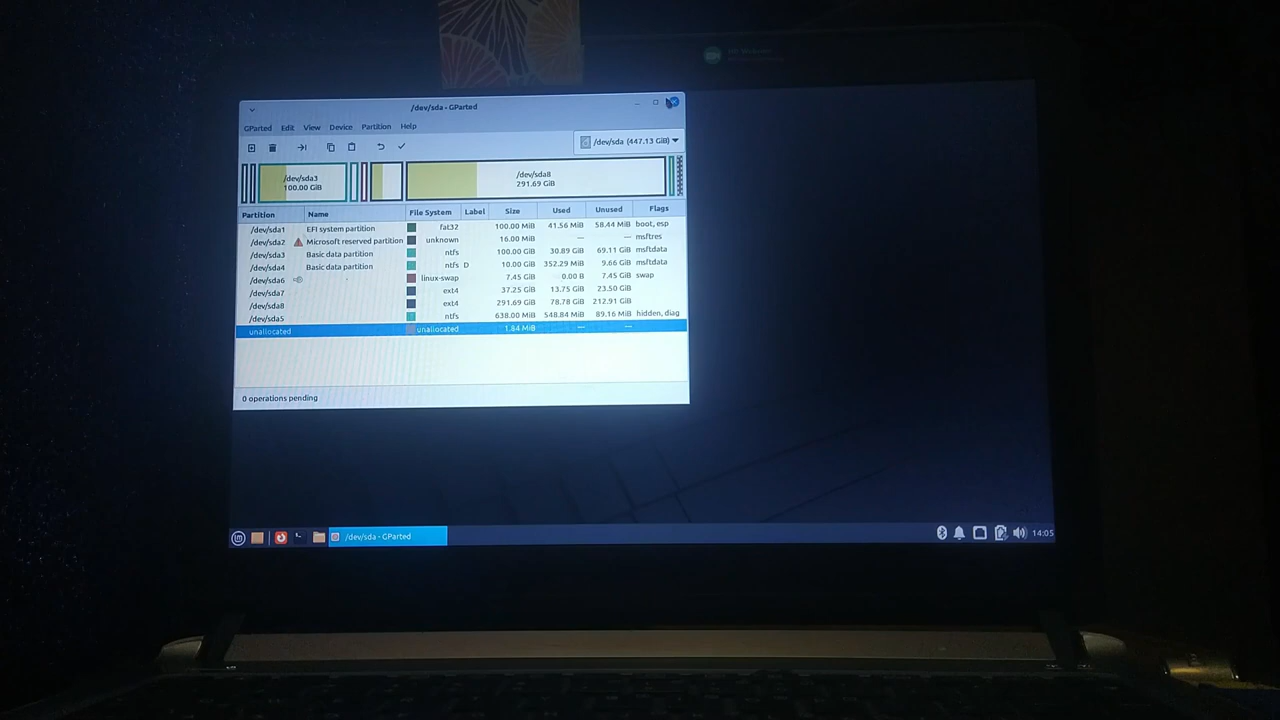 /dev/sda - GParted
GParted Edit View Device Partition Help
/dev/sda (447.13 GiB)
/dev/sda3
100.00 GiB
/dev/sda8
291.69 GiB
Partition Name File System Label Size Used Unused Flags
/dev/sda1 EFI system partition fat32 100.00 MiB 41.56 MiB 58.44 MiB boot, esp
/dev/sda2 Microsoft reserved partition unknown 16.00 MiB — — msftres
/dev/sda3 Basic data partition ntfs 100.00 GiB 30.89 GiB 69.11 GiB msftdata
/dev/sda4 Basic data partition ntfs D 10.00 GiB 352.29 MiB 9.66 GiB msftdata
/dev/sda6 linux-swap 7.45 GiB 0.00 B 7.45 GiB swap
/dev/sda7 ext4 37.25 GiB 13.75 GiB 23.50 GiB
/dev/sda8 ext4 291.69 GiB 78.78 GiB 212.91 GiB
/dev/sda5 ntfs 638.00 MiB 548.84 MiB 89.16 MiB hidden, diag
unallocated unallocated 1.84 MiB — —
0 operations pending
/dev/sda - GParted
14:05